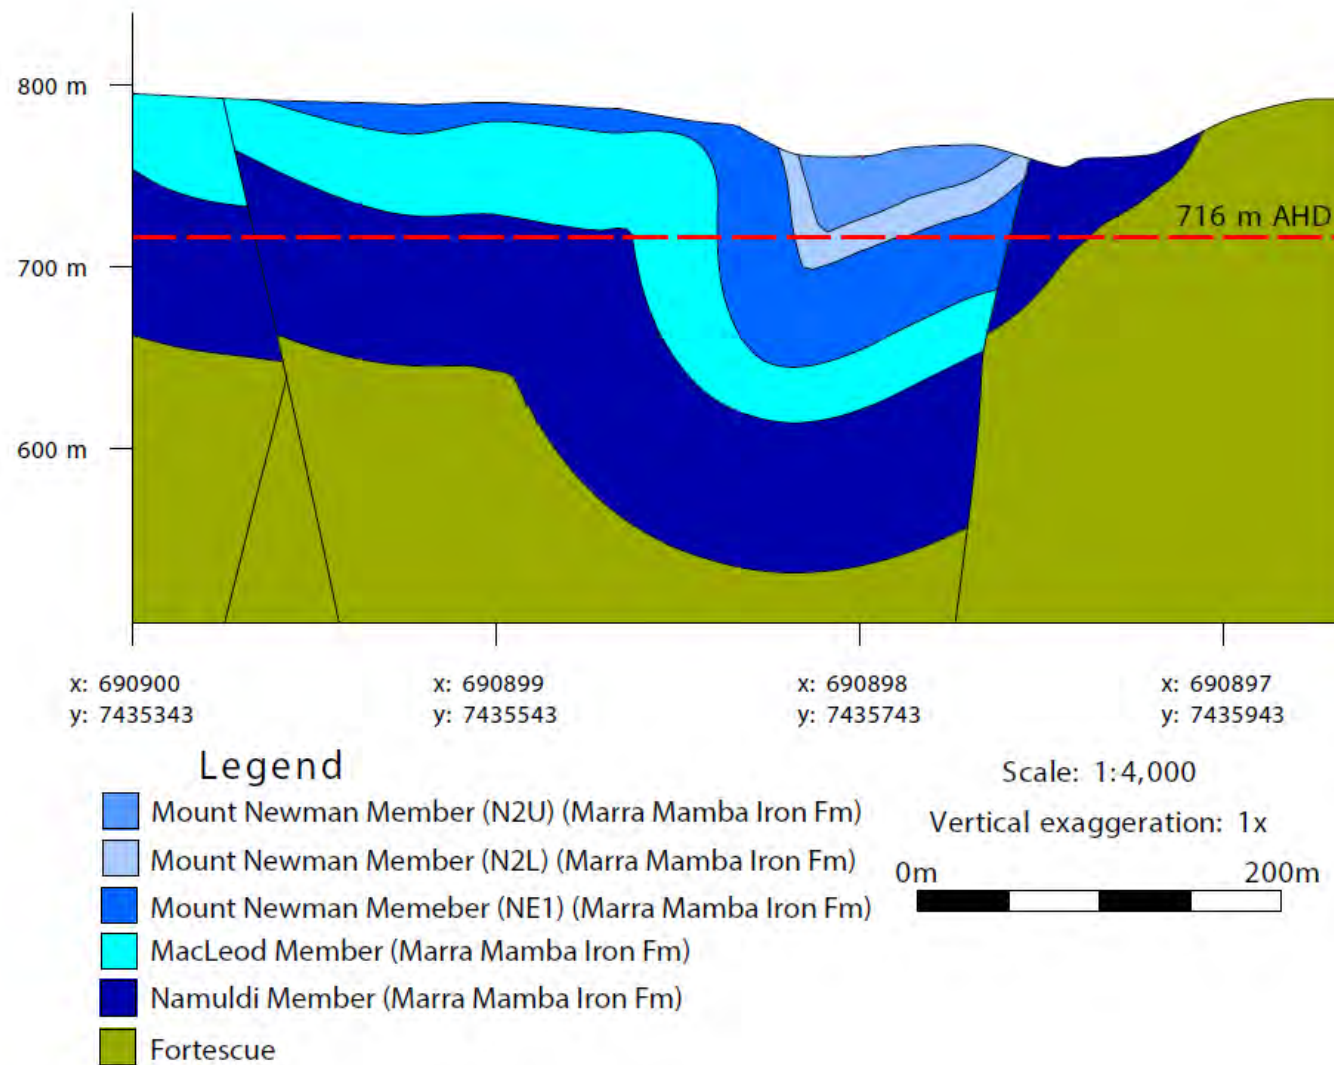 800 m
716 m AHD
700 m
600 m
x: 690900
y: 7435343
x: 690899
y: 7435543
x: 690898
y: 7435743
x: 690897
y: 7435943
Legend
Mount Newman Member (N2U) (Marra Mamba Iron Fm)
Mount Newman Member (N2L) (Marra Mamba Iron Fm)
Mount Newman Memeber (NE1) (Marra Mamba Iron Fm)
MacLeod Member (Marra Mamba Iron Fm)
Namuldi Member (Marra Mamba Iron Fm)
Fortescue
Scale: 1:4,000
Vertical exaggeration: 1x
0m 200m